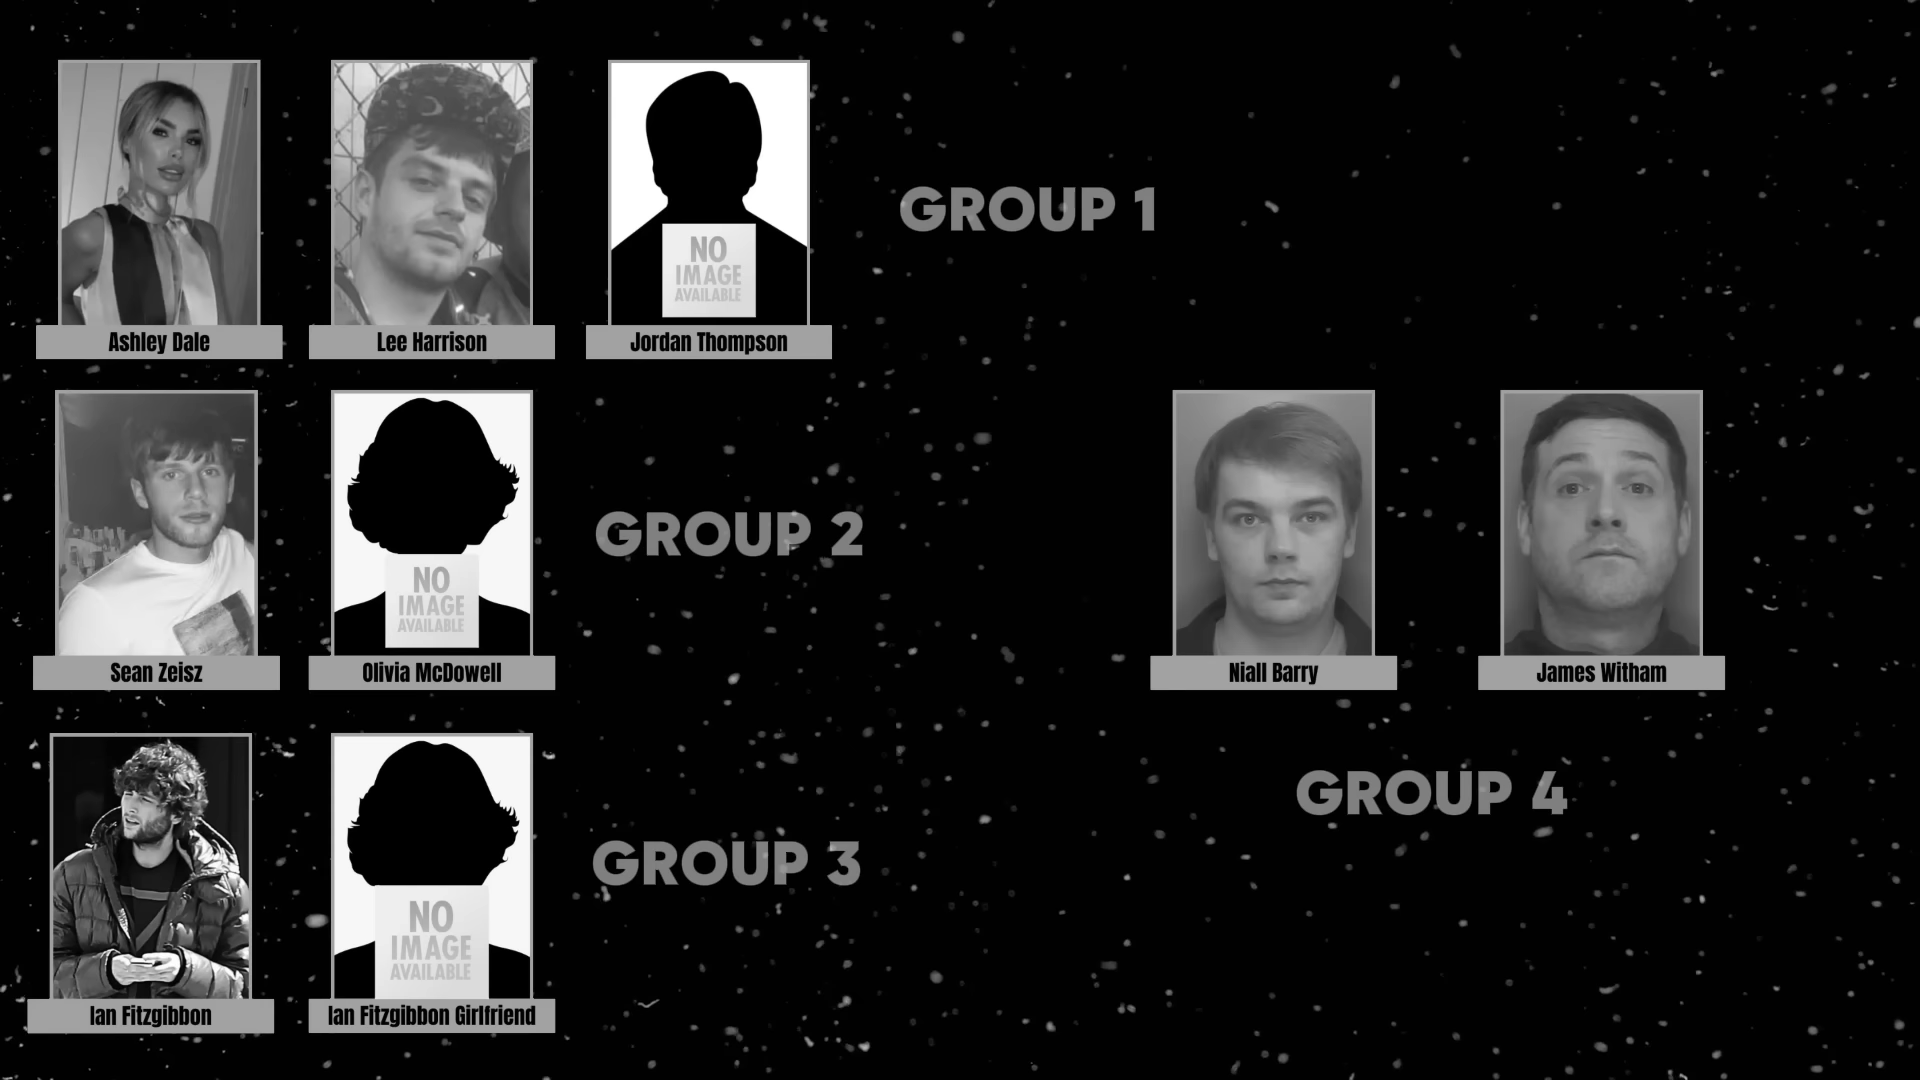 GROUP 1
NO
IMAGE
AVAILABLE
Ashley Dale
Lee Harrison
Jordan Thompson
GROUP 2
NO
IMAGE
AVAILABLE
Sean Zeisz
Olivia McDowell
Niall Barry
James Witham
GROUP 4
GROUP 3
NO
IMAGE
AVAILABLE
Ian Fitzgibbon
Ian Fitzgibbon Girlfriend